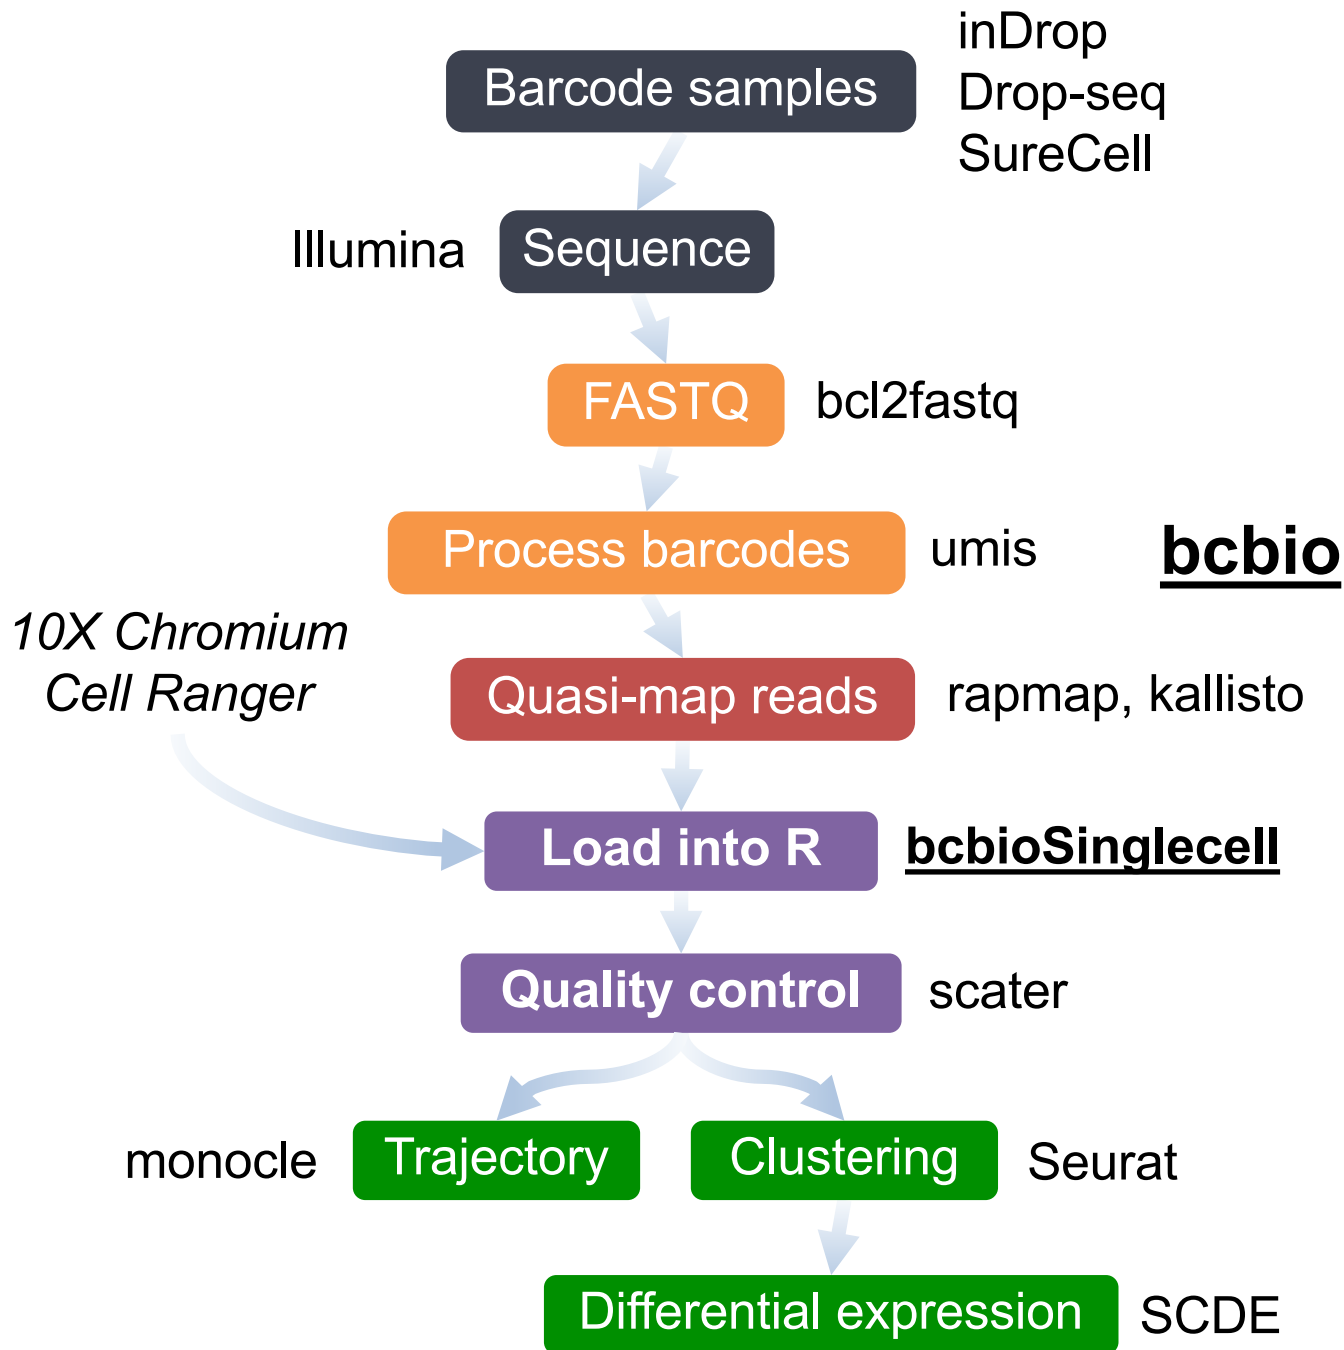 inDrop
Barcode samples
Drop-seq
SureCell
Illumina
Sequence
FASTQ
bcl2fastq
Process barcodes
umis
bcbio
10X Chromium
Cell Ranger
Quasi-map reads
rapmap, kallisto
Load into R
bcbioSinglecell
Quality control
scater
monocle
Trajectory
Clustering
Seurat
Differential expression
SCDE